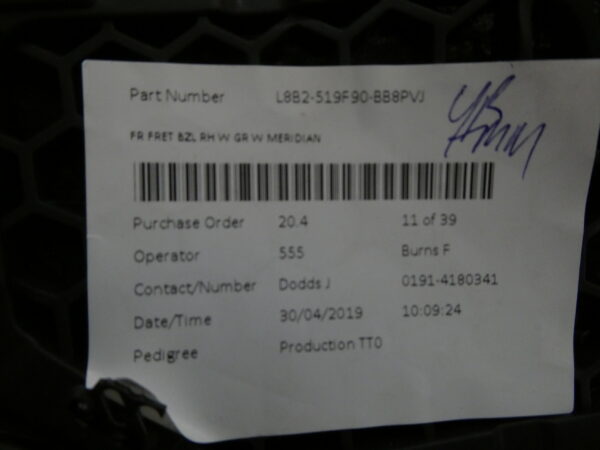 Part Number L8B2-519F90-BB8PVJ
FR FRET BZL RH W GR W MERIDIAN
Purchase Order 20.4 11 of 39
Operator 555 Burns F
Contact/Number Dodds J 0191-4180341
Date/Time 30/04/2019 10:09:24
Pedigree Production TT0